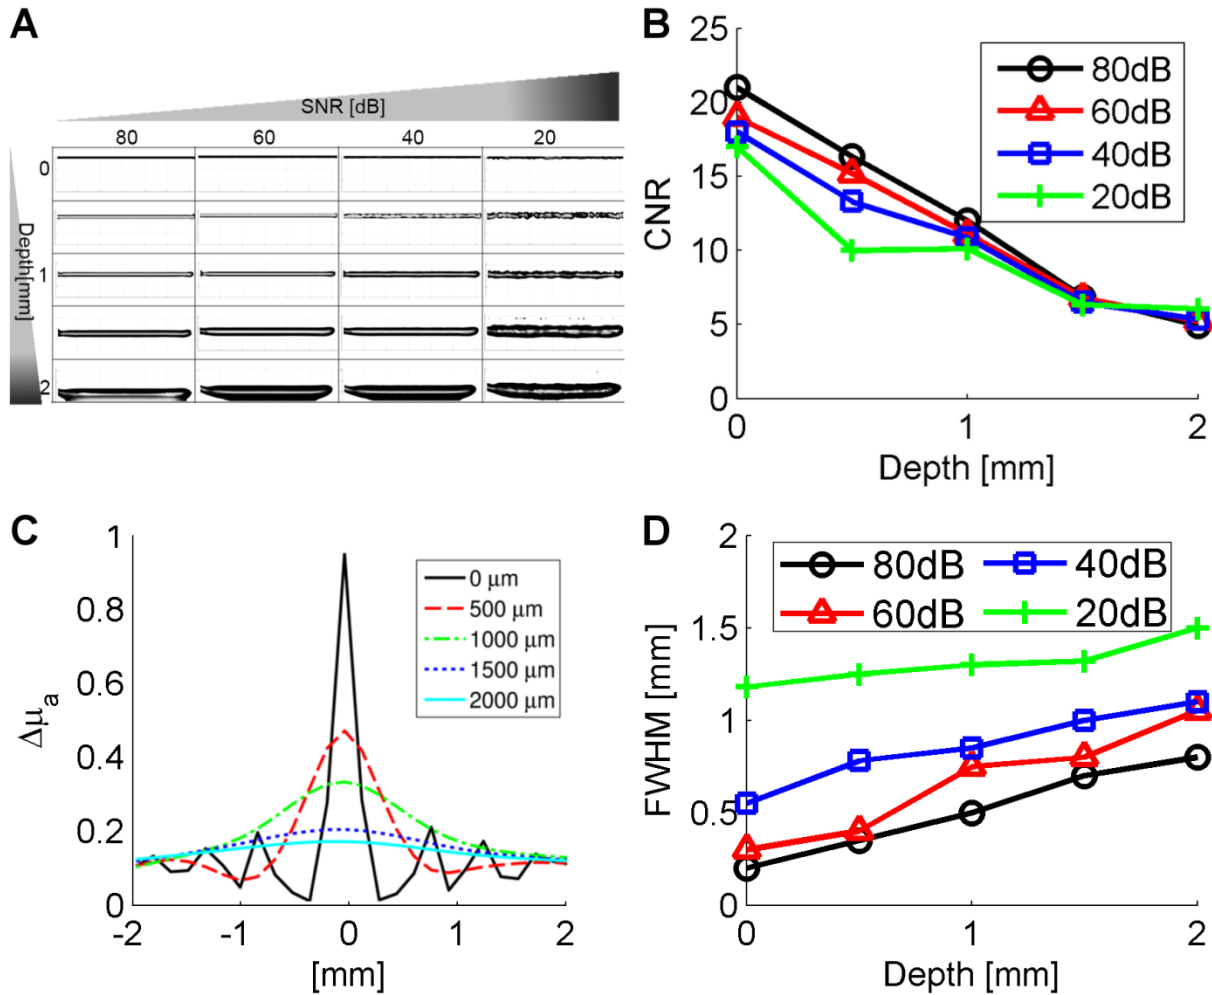 A
SNR [dB]
80 60 40 20
0
1
2
Depth[mm]
B
25
20
15
10
5
0
CNR
0 1 2
Depth [mm]
80dB
60dB
40dB
20dB
C
1
0.8
0.6
0.4
0.2
0
Δμa
-2 -1 0 1 2
[mm]
0 μm
500 μm
1000 μm
1500 μm
2000 μm
D
2
1.5
1
0.5
0
FWHM [mm]
0 1 2
Depth [mm]
80dB 40dB
60dB 20dB